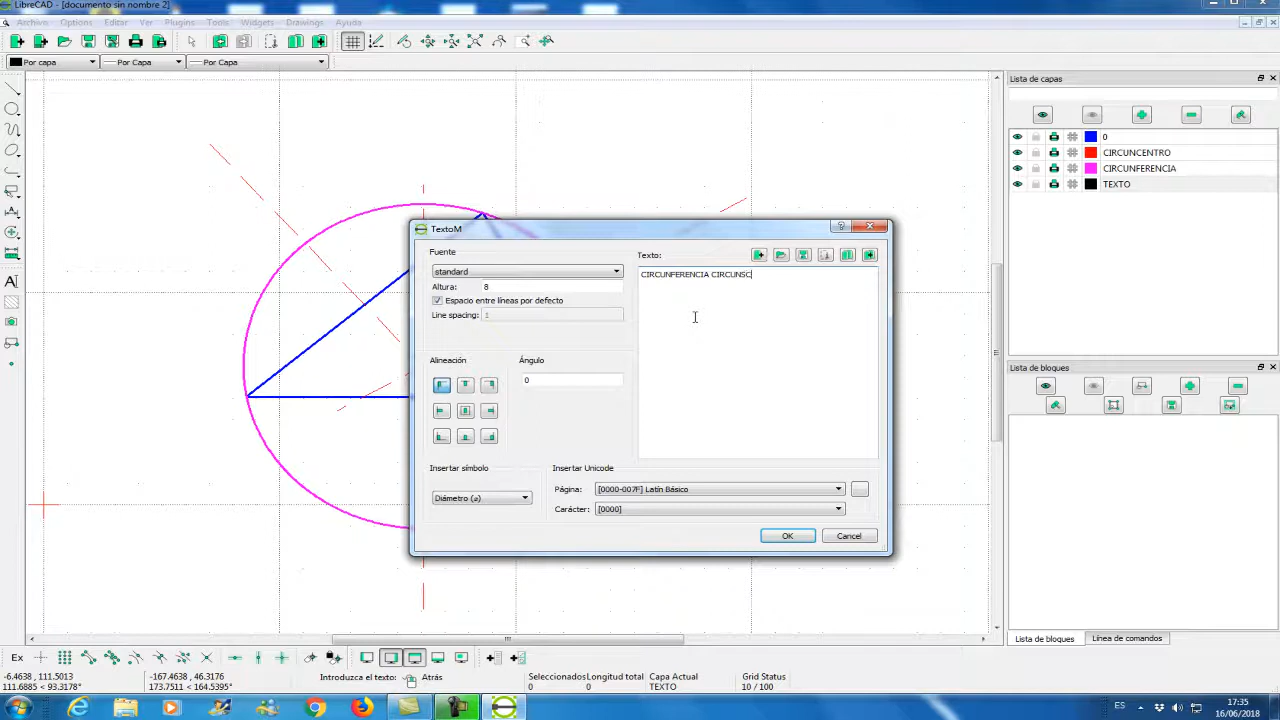 LibreCAD - [documento sin nombre 2]
Archivo Options Editar Ver Plugins Tools Widgets Drawings Ayuda
Por capa Por Capa Por Capa
Lista de capas
0
CIRCUNCENTRO
CIRCUNFERENCIA
TEXTO
TextoM
Fuente
standard
Altura: 8
Espacio entre líneas por defecto
Line spacing: 1
Alineación
Ángulo
0
Texto:
CIRCUNFERENCIA CIRCUNSC
Insertar símbolo
Diámetro (ø)
Insertar Unicode
Página: [0000-007F] Latín Básico
Carácter: [0000]
OK Cancel
Lista de bloques
Lista de bloques Línea de comandos
Ex
-6.4638, 111.5013
111.6885 < 93.3178°
-167.4638, 46.3176
173.7511 < 164.5395°
Introduzca el texto: Atrás
Seleccionados Longitud total
0 0
Capa Actual
TEXTO
Grid Status
10 / 100
ES
17:35
16/06/2018